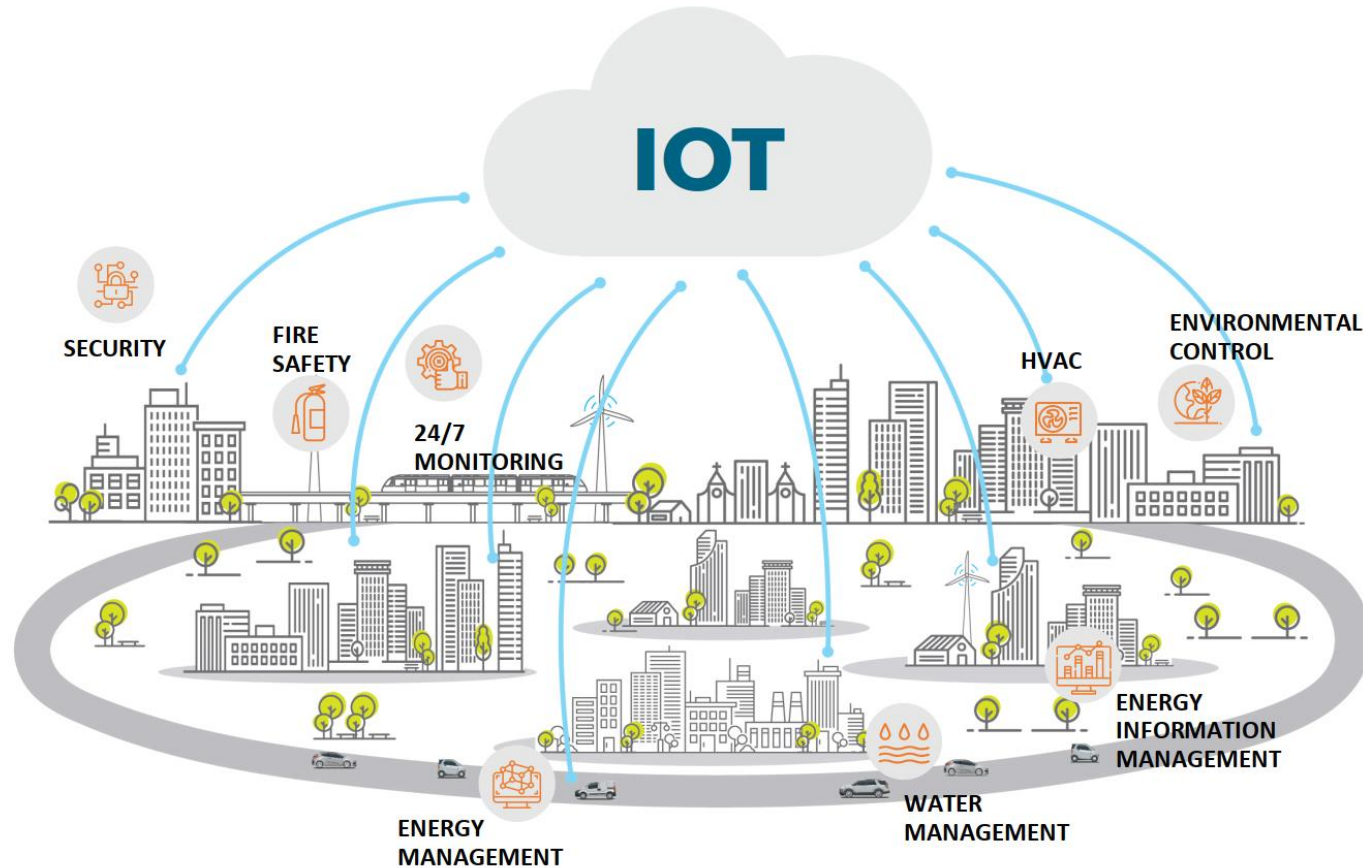 IOT
SECURITY
FIRE
SAFETY
24/7
MONITORING
HVAC
ENVIRONMENTAL
CONTROL
ENERGY
INFORMATION
MANAGEMENT
WATER
MANAGEMENT
ENERGY
MANAGEMENT